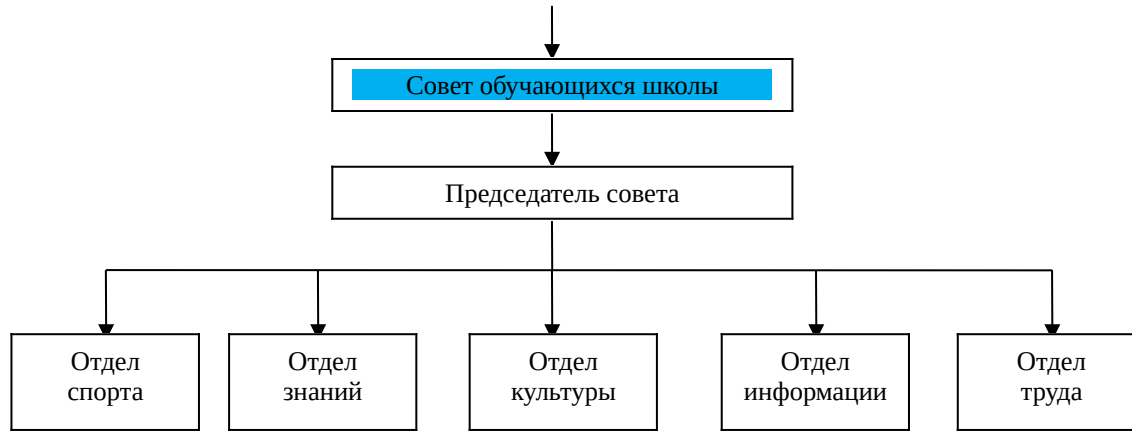 Совет обучающихся школы
Председатель совета
Отдел
спорта
Отдел
знаний
Отдел
культуры
Отдел
информации
Отдел
труда